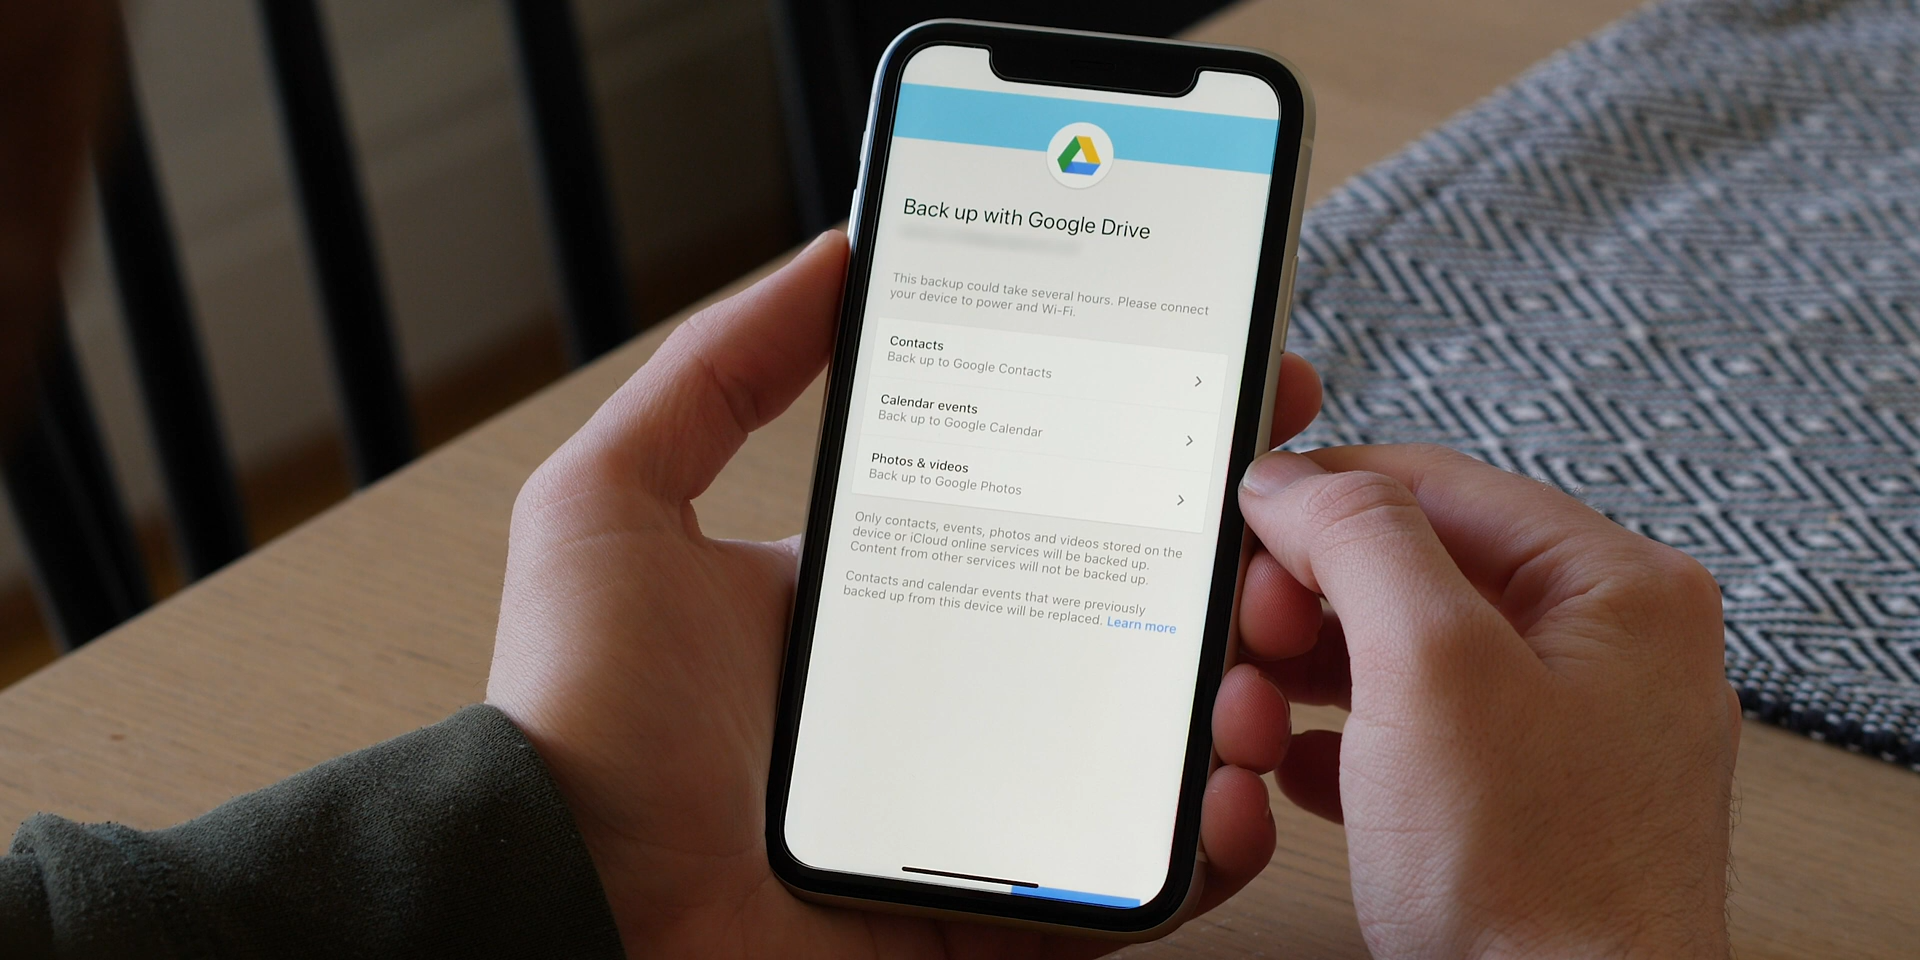 Back up with Google Drive
This backup could take several hours. Please connect
your device to power and Wi-Fi.
Contacts
Back up to Google Contacts
Calendar events
Back up to Google Calendar
Photos & videos
Back up to Google Photos
Only contacts, events, photos and videos stored on the
device or iCloud online services will be backed up.
Content from other services will not be backed up.
Contacts and calendar events that were previously
backed up from this device will be replaced. Learn more